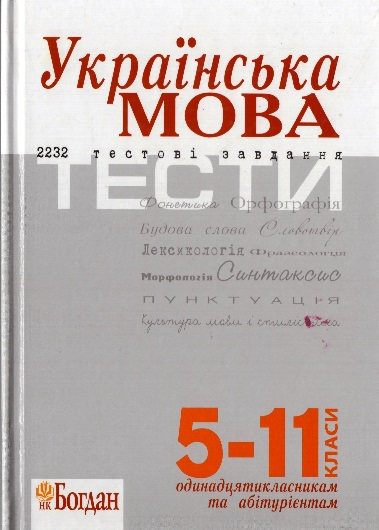 Українська
МОВА
2232 тестові завдання
ТЕСТИ
Фонетика Орфографія
Будова слова Словотвір
Лексикологія Фразеологія
Морфологія Синтаксис
ПУНКТУАЦІЯ
Культура мови і стилістика
5-11 КЛАСИ
одинадцятикласникам
та абітурієнтам
НК Богдан